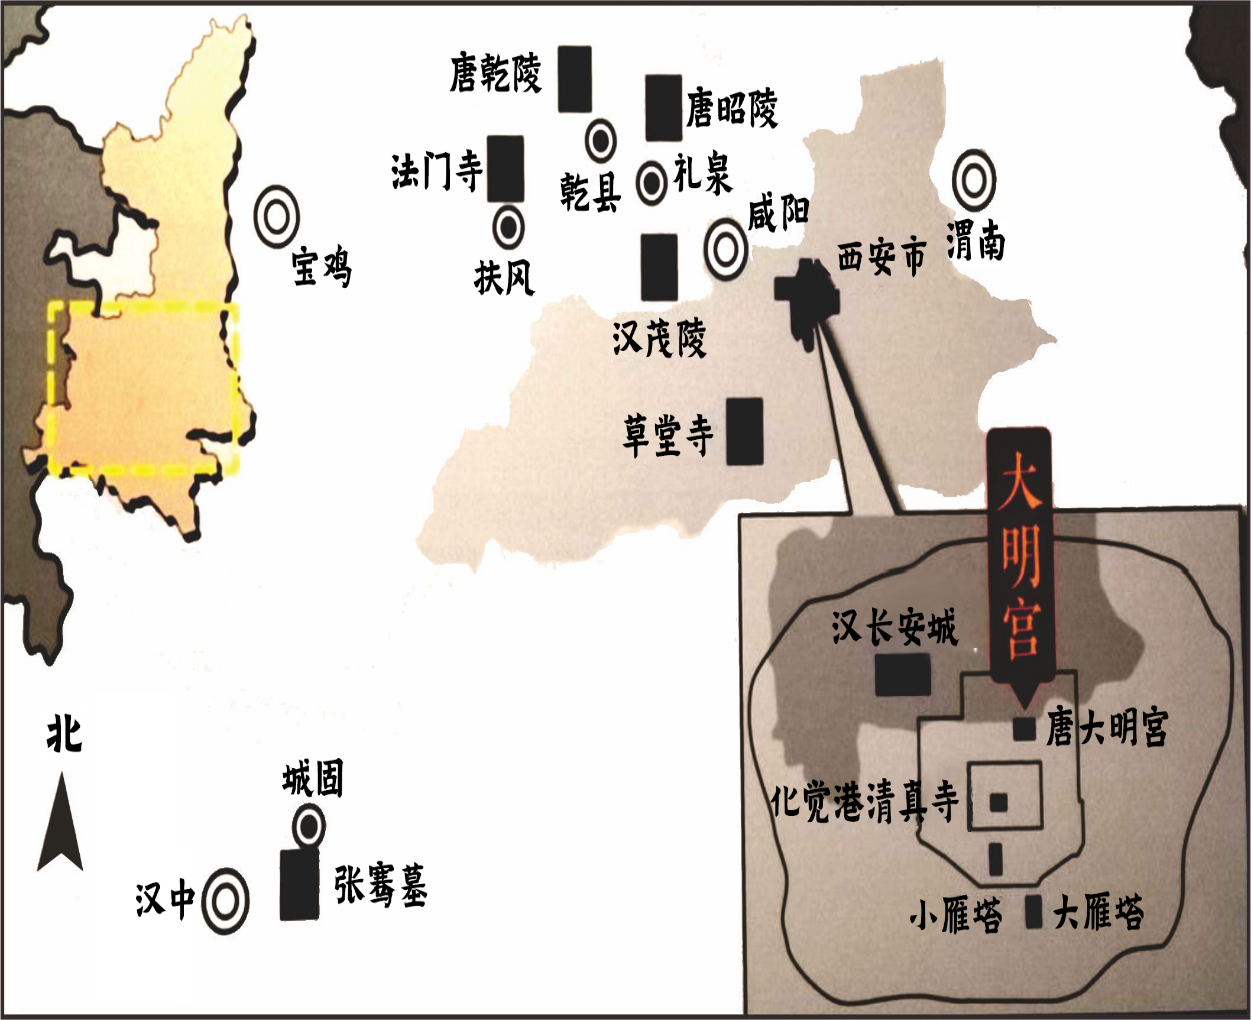 唐乾陵
唐昭陵
法门寺
乾县
礼泉
咸阳
渭南
西安市
宝鸡
扶风
汉茂陵
草堂寺
大明宫
汉长安城
唐大明宫
化觉港清真寺
小雁塔
大雁塔
北
城固
汉中
张骞墓